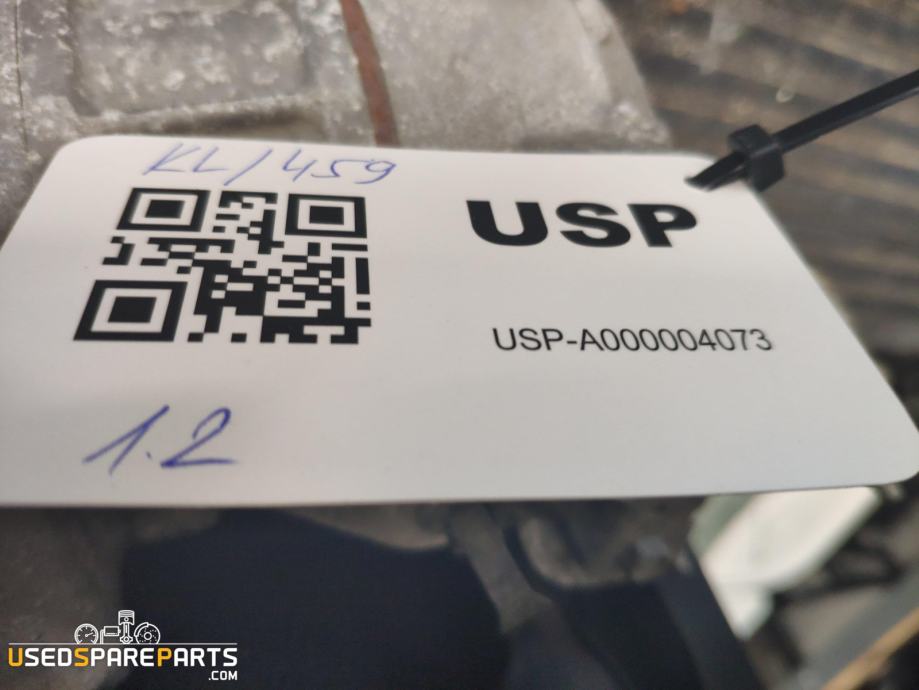 KL/459
USP
USP-A000004073
1.2
USEDSPAREPARTS
.COM